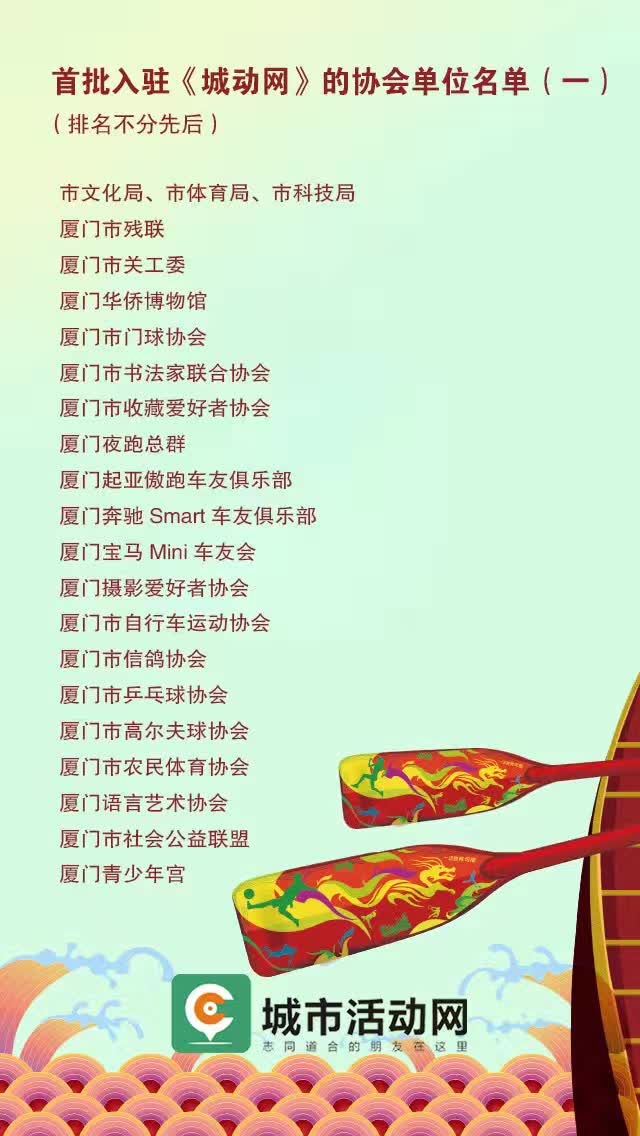 首批入驻《城动网》的协会单位名单（一）
（排名不分先后）
市文化局、市体育局、市科技局
厦门市残联
厦门市关工委
厦门华侨博物馆
厦门市门球协会
厦门市书法家联合协会
厦门市收藏爱好者协会
厦门夜跑总群
厦门起亚傲跑车友俱乐部
厦门奔驰 Smart 车友俱乐部
厦门宝马 Mini 车友会
厦门摄影爱好者协会
厦门市自行车运动协会
厦门市信鸽协会
厦门市乒乓球协会
厦门市高尔夫球协会
厦门市农民体育协会
厦门语言艺术协会
厦门市社会公益联盟
厦门青少年宫
城市活动网
志同道合的朋友在这里